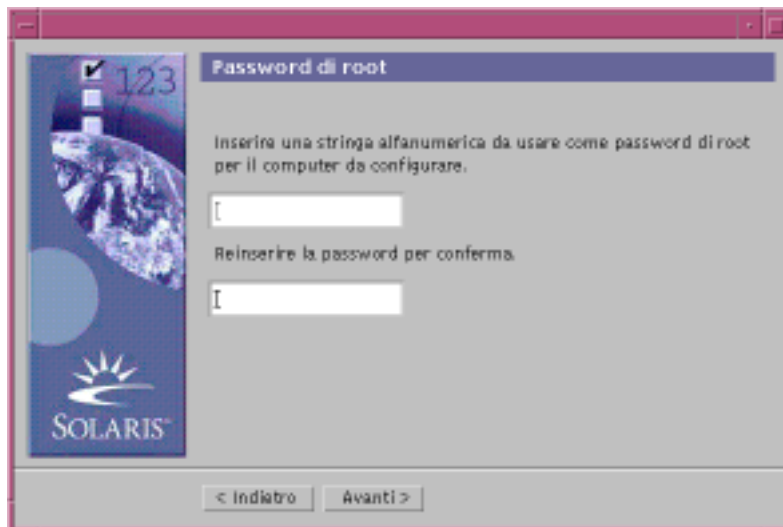 123
Password di root
Inserire una stringa alfanumerica da usare come password di root
per il computer da configurare.
Reinserire la password per conferma.
SOLARIS™
< Indietro
Avanti >